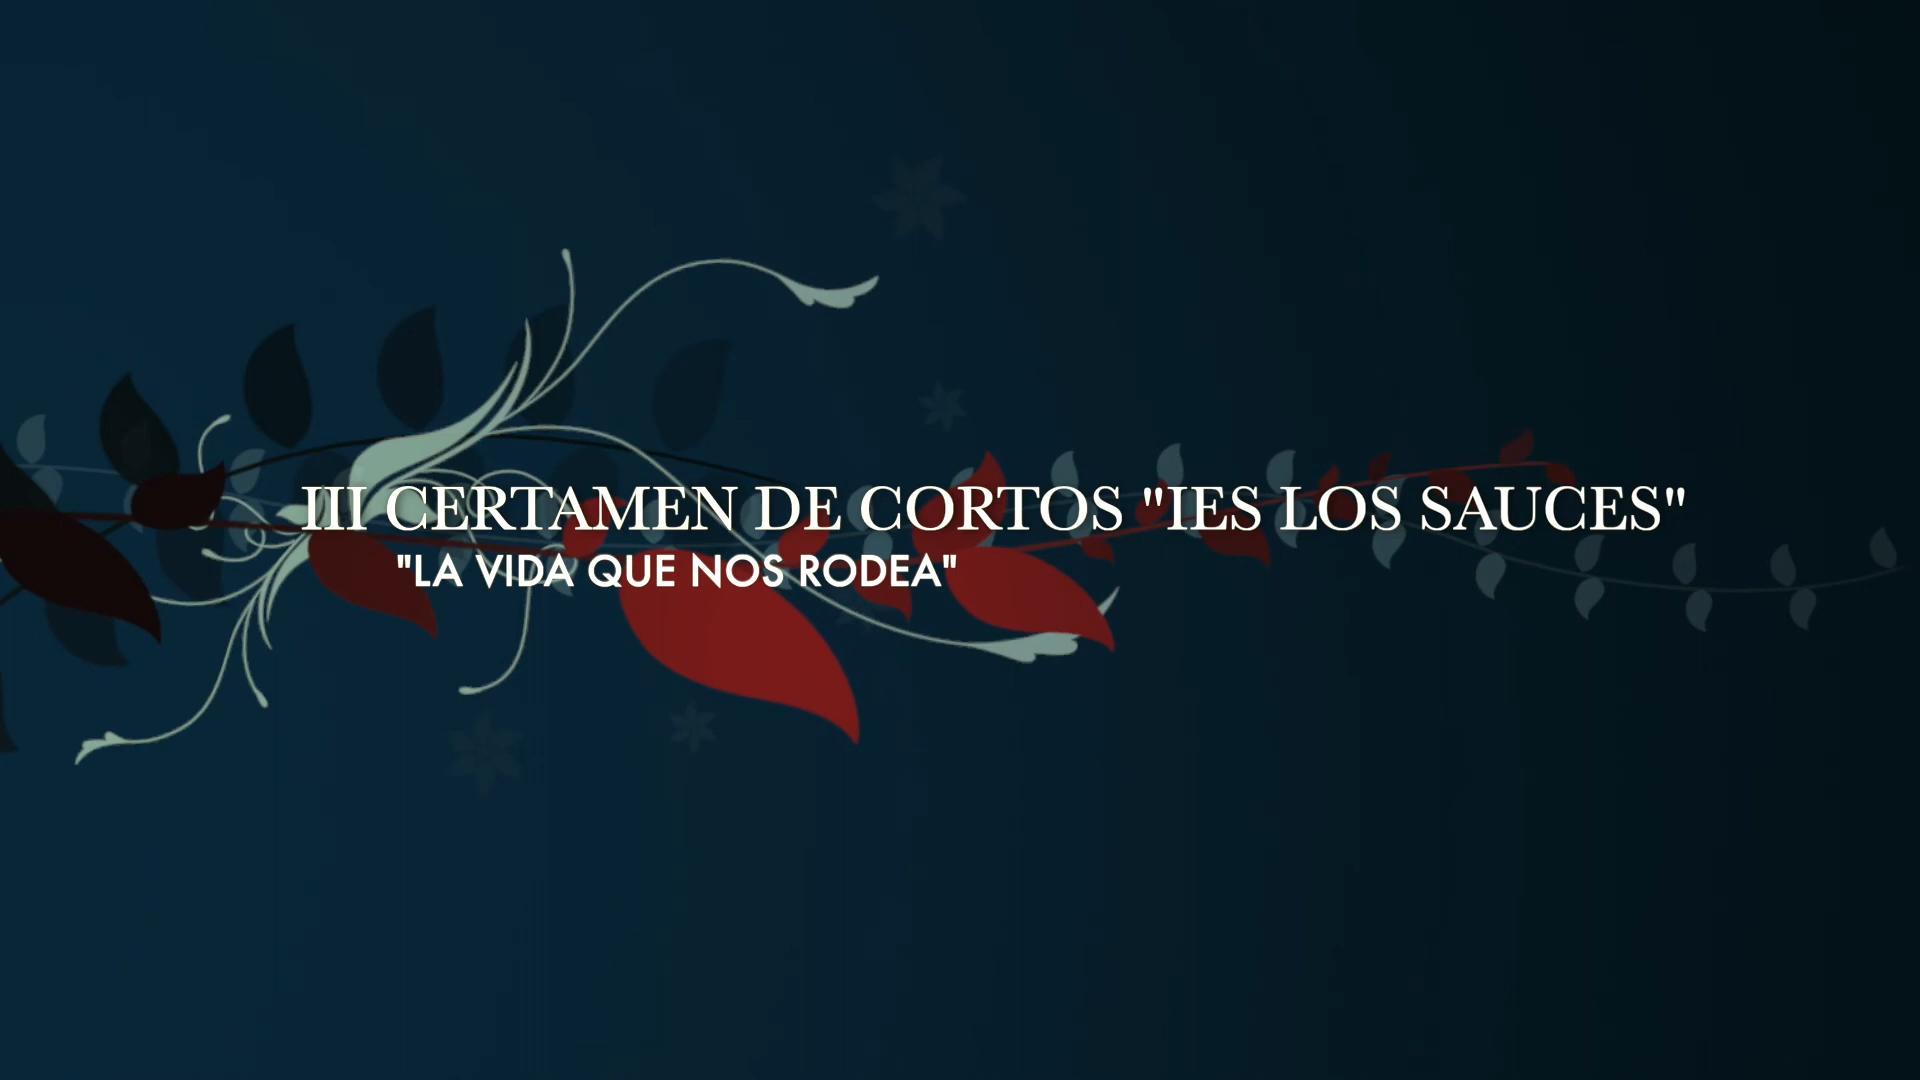 III CERTAMEN DE CORTOS "IES LOS SAUCES"
"LA VIDA QUE NOS RODEA"